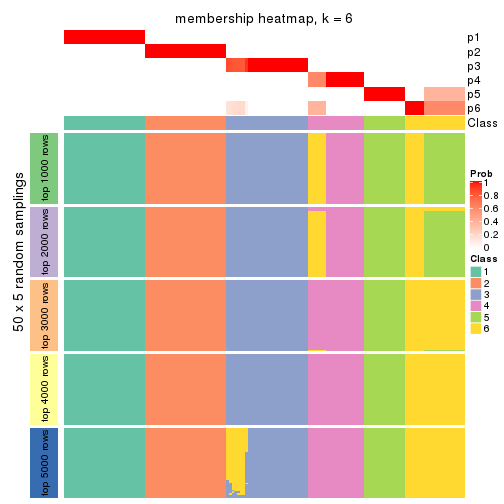 membership heatmap, k = 6
p1
p2
p3
p4
p5
p6
Class
50 x 5 random samplings
top 1000 rows
top 2000 rows
top 3000 rows
top 4000 rows
top 5000 rows
Prob
1
0.8
0.6
0.4
0.2
0
Class
1
2
3
4
5
6